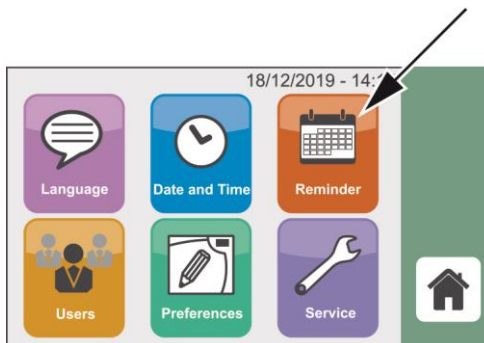 18/12/2019 - 14:
Language
Date and Time
Reminder
Users
Preferences
Service